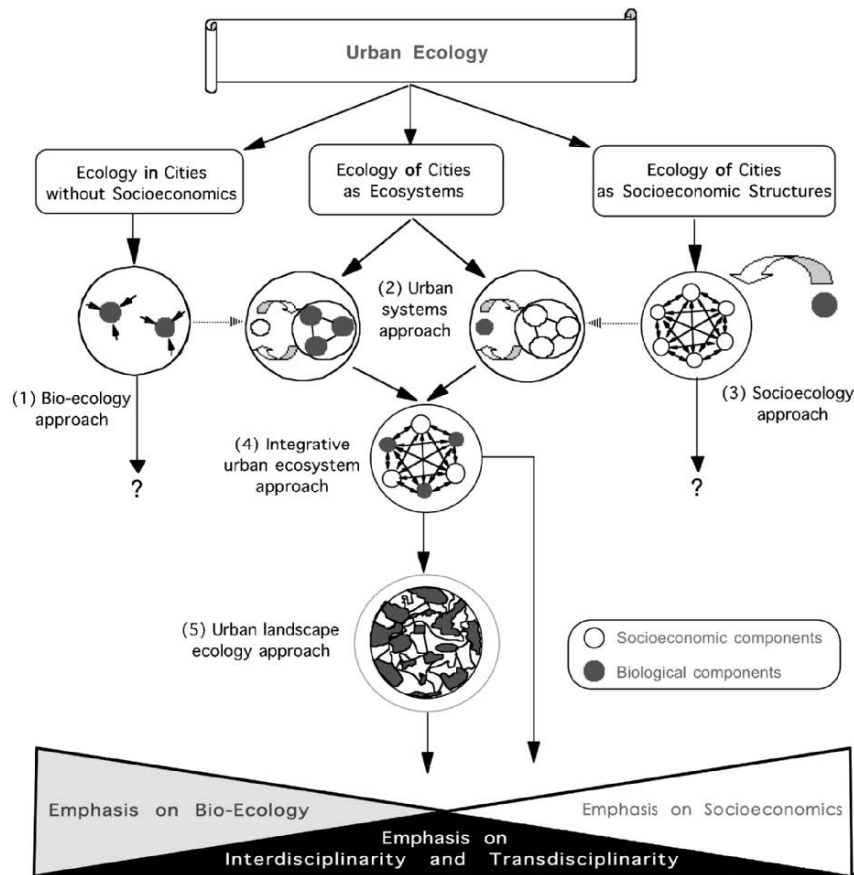 Urban Ecology
Ecology in Cities
without Socioeconomics
Ecology of Cities
as Ecosystems
Ecology of Cities
as Socioeconomic Structures
(2) Urban
systems
approach
(1) Bio-ecology
approach
(3) Socioecology
approach
(4) Integrative
urban ecosystem
approach
?
?
(5) Urban landscape
ecology approach
Socioeconomic components
Biological components
Emphasis on Bio-Ecology
Emphasis on Socioeconomics
Emphasis on
Interdisciplinarity and Transdisciplinarity